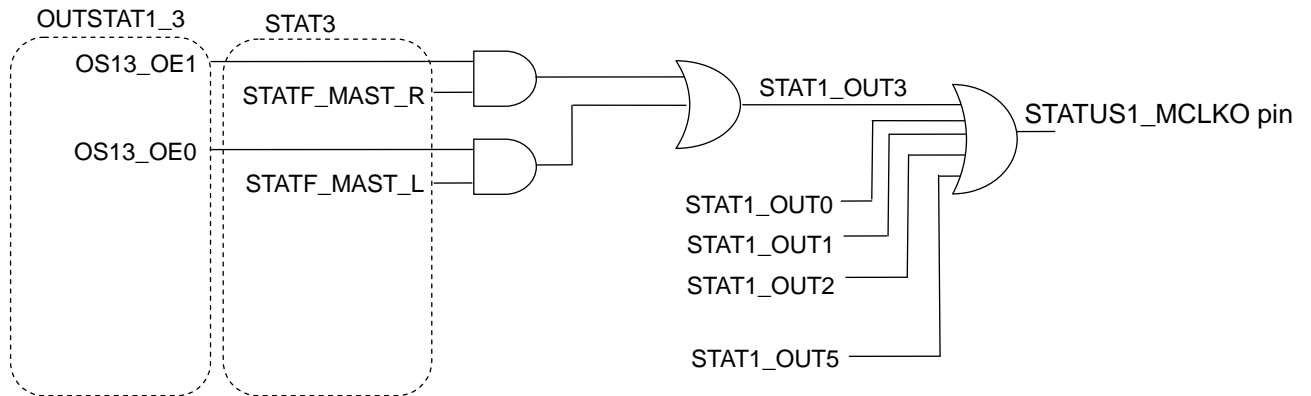 OUTSTAT1_3
STAT3
OS13_OE1
STATF_MAST_R
OS13_OE0
STATF_MAST_L
STAT1_OUT3
STATUS1_MCLKO pin
STAT1_OUT0
STAT1_OUT1
STAT1_OUT2
STAT1_OUT5